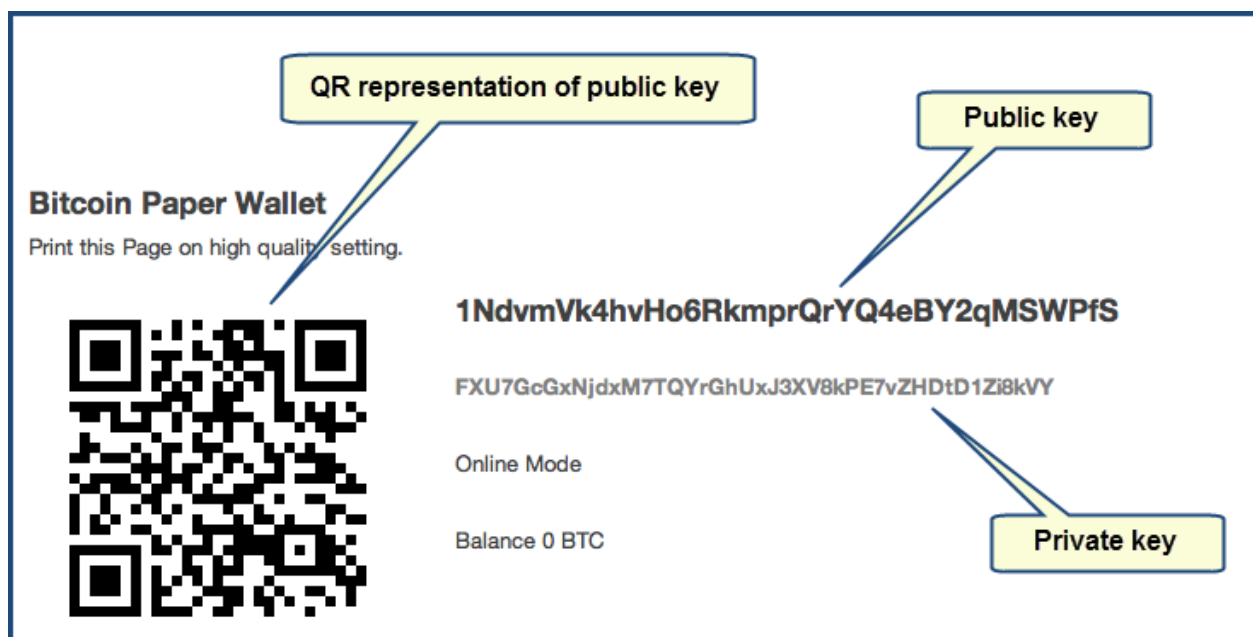 QR representation of public key
Public key
Bitcoin Paper Wallet
Print this Page on high quality setting.
1NdvmVk4hvHo6RkmprQrYQ4eBY2qMSWPfS
FXU7GcGxNjdxM7TQYrGhUxJ3XV8kPE7vZHDtD1Zi8kVY
Online Mode
Balance 0 BTC
Private key